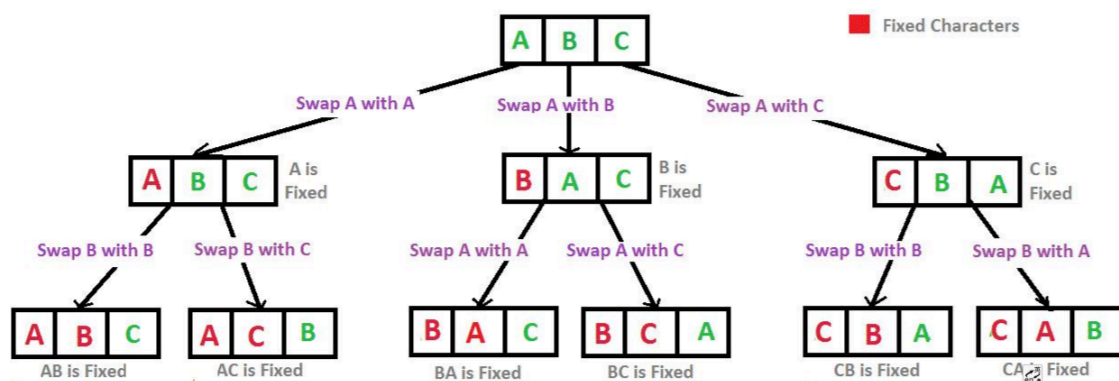 A B C
Fixed Characters
Swap A with A
Swap A with B
Swap A with C
A B C
A is
Fixed
B A C
B is
Fixed
C B A
C is
Fixed
Swap B with B
Swap B with C
Swap A with A
Swap A with C
Swap B with B
Swap B with A
A B C
A C B
B A C
B C A
C B A
C A B
AB is Fixed
AC is Fixed
BA is Fixed
BC is Fixed
CB is Fixed
CA is Fixed